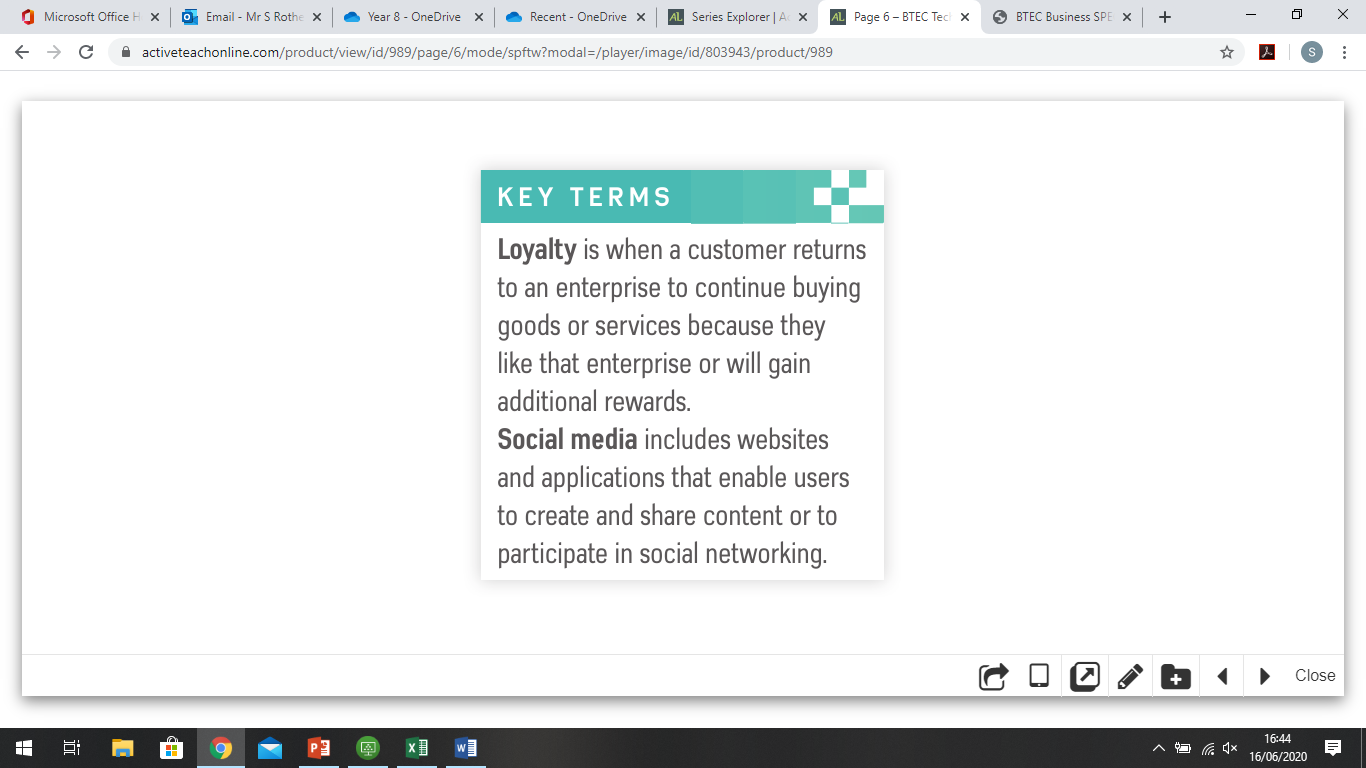 Microsoft Office H
Email - Mr S Rothe
Year 8 - OneDrive
Recent - OneDrive
Series Explorer | A
Page 6 – BTEC Tec
BTEC Business SPE
activeteachonline.com/product/view/id/989/page/6/mode/spftw?modal=/player/image/id/803943/product/989
S
KEY TERMS
Loyalty is when a customer returns
to an enterprise to continue buying
goods or services because they
like that enterprise or will gain
additional rewards.
Social media includes websites
and applications that enable users
to create and share content or to
participate in social networking.
Close
16:44
16/06/2020